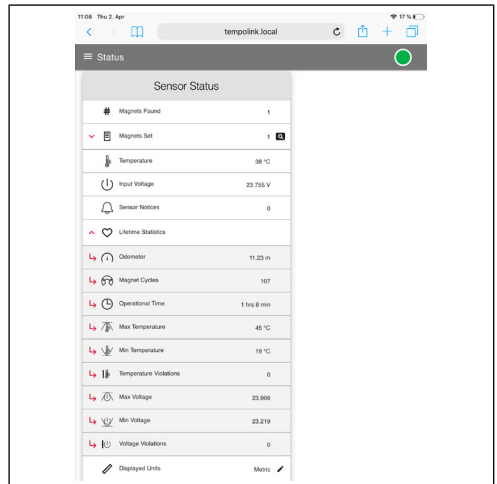 11:08 Thu 2. Apr 17 %
tempolink.local
Status
Sensor Status
# Magnets Found 1
Magnets Set 1
Temperature 38 °C
Input Voltage 23.755 V
Sensor Notices 0
Lifetime Statistics
Odometer 11.23 m
Magnet Cycles 107
Operational Time 1 hrs 8 min
Max Temperature 45 °C
Min Temperature 19 °C
Temperature Violations 0
Max Voltage 23.906
Min Voltage 23.219
Voltage Violations 0
Displayed Units Metric